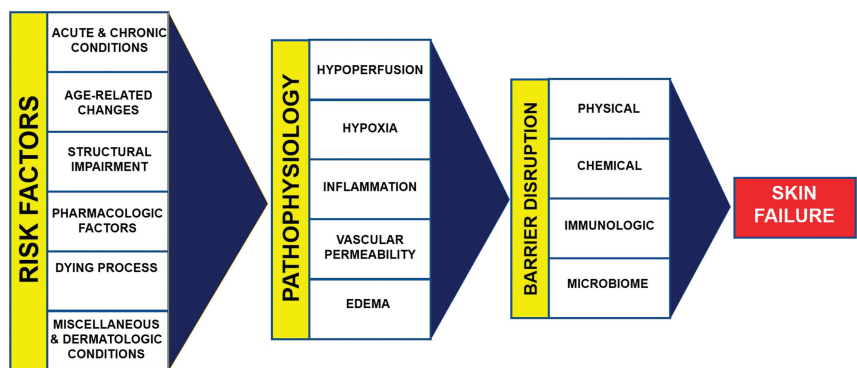 RISK FACTORS
ACUTE & CHRONIC
CONDITIONS
AGE-RELATED
CHANGES
STRUCTURAL
IMPAIRMENT
PHARMACOLOGIC
FACTORS
DYING PROCESS
MISCELLANEOUS
& DERMATOLOGIC
CONDITIONS
PATHOPHYSIOLOGY
HYPOPERFUSION
HYPOXIA
INFLAMMATION
VASCULAR
PERMEABILITY
EDEMA
BARRIER DISRUPTION
PHYSICAL
CHEMICAL
IMMUNOLOGIC
MICROBIOME
SKIN
FAILURE